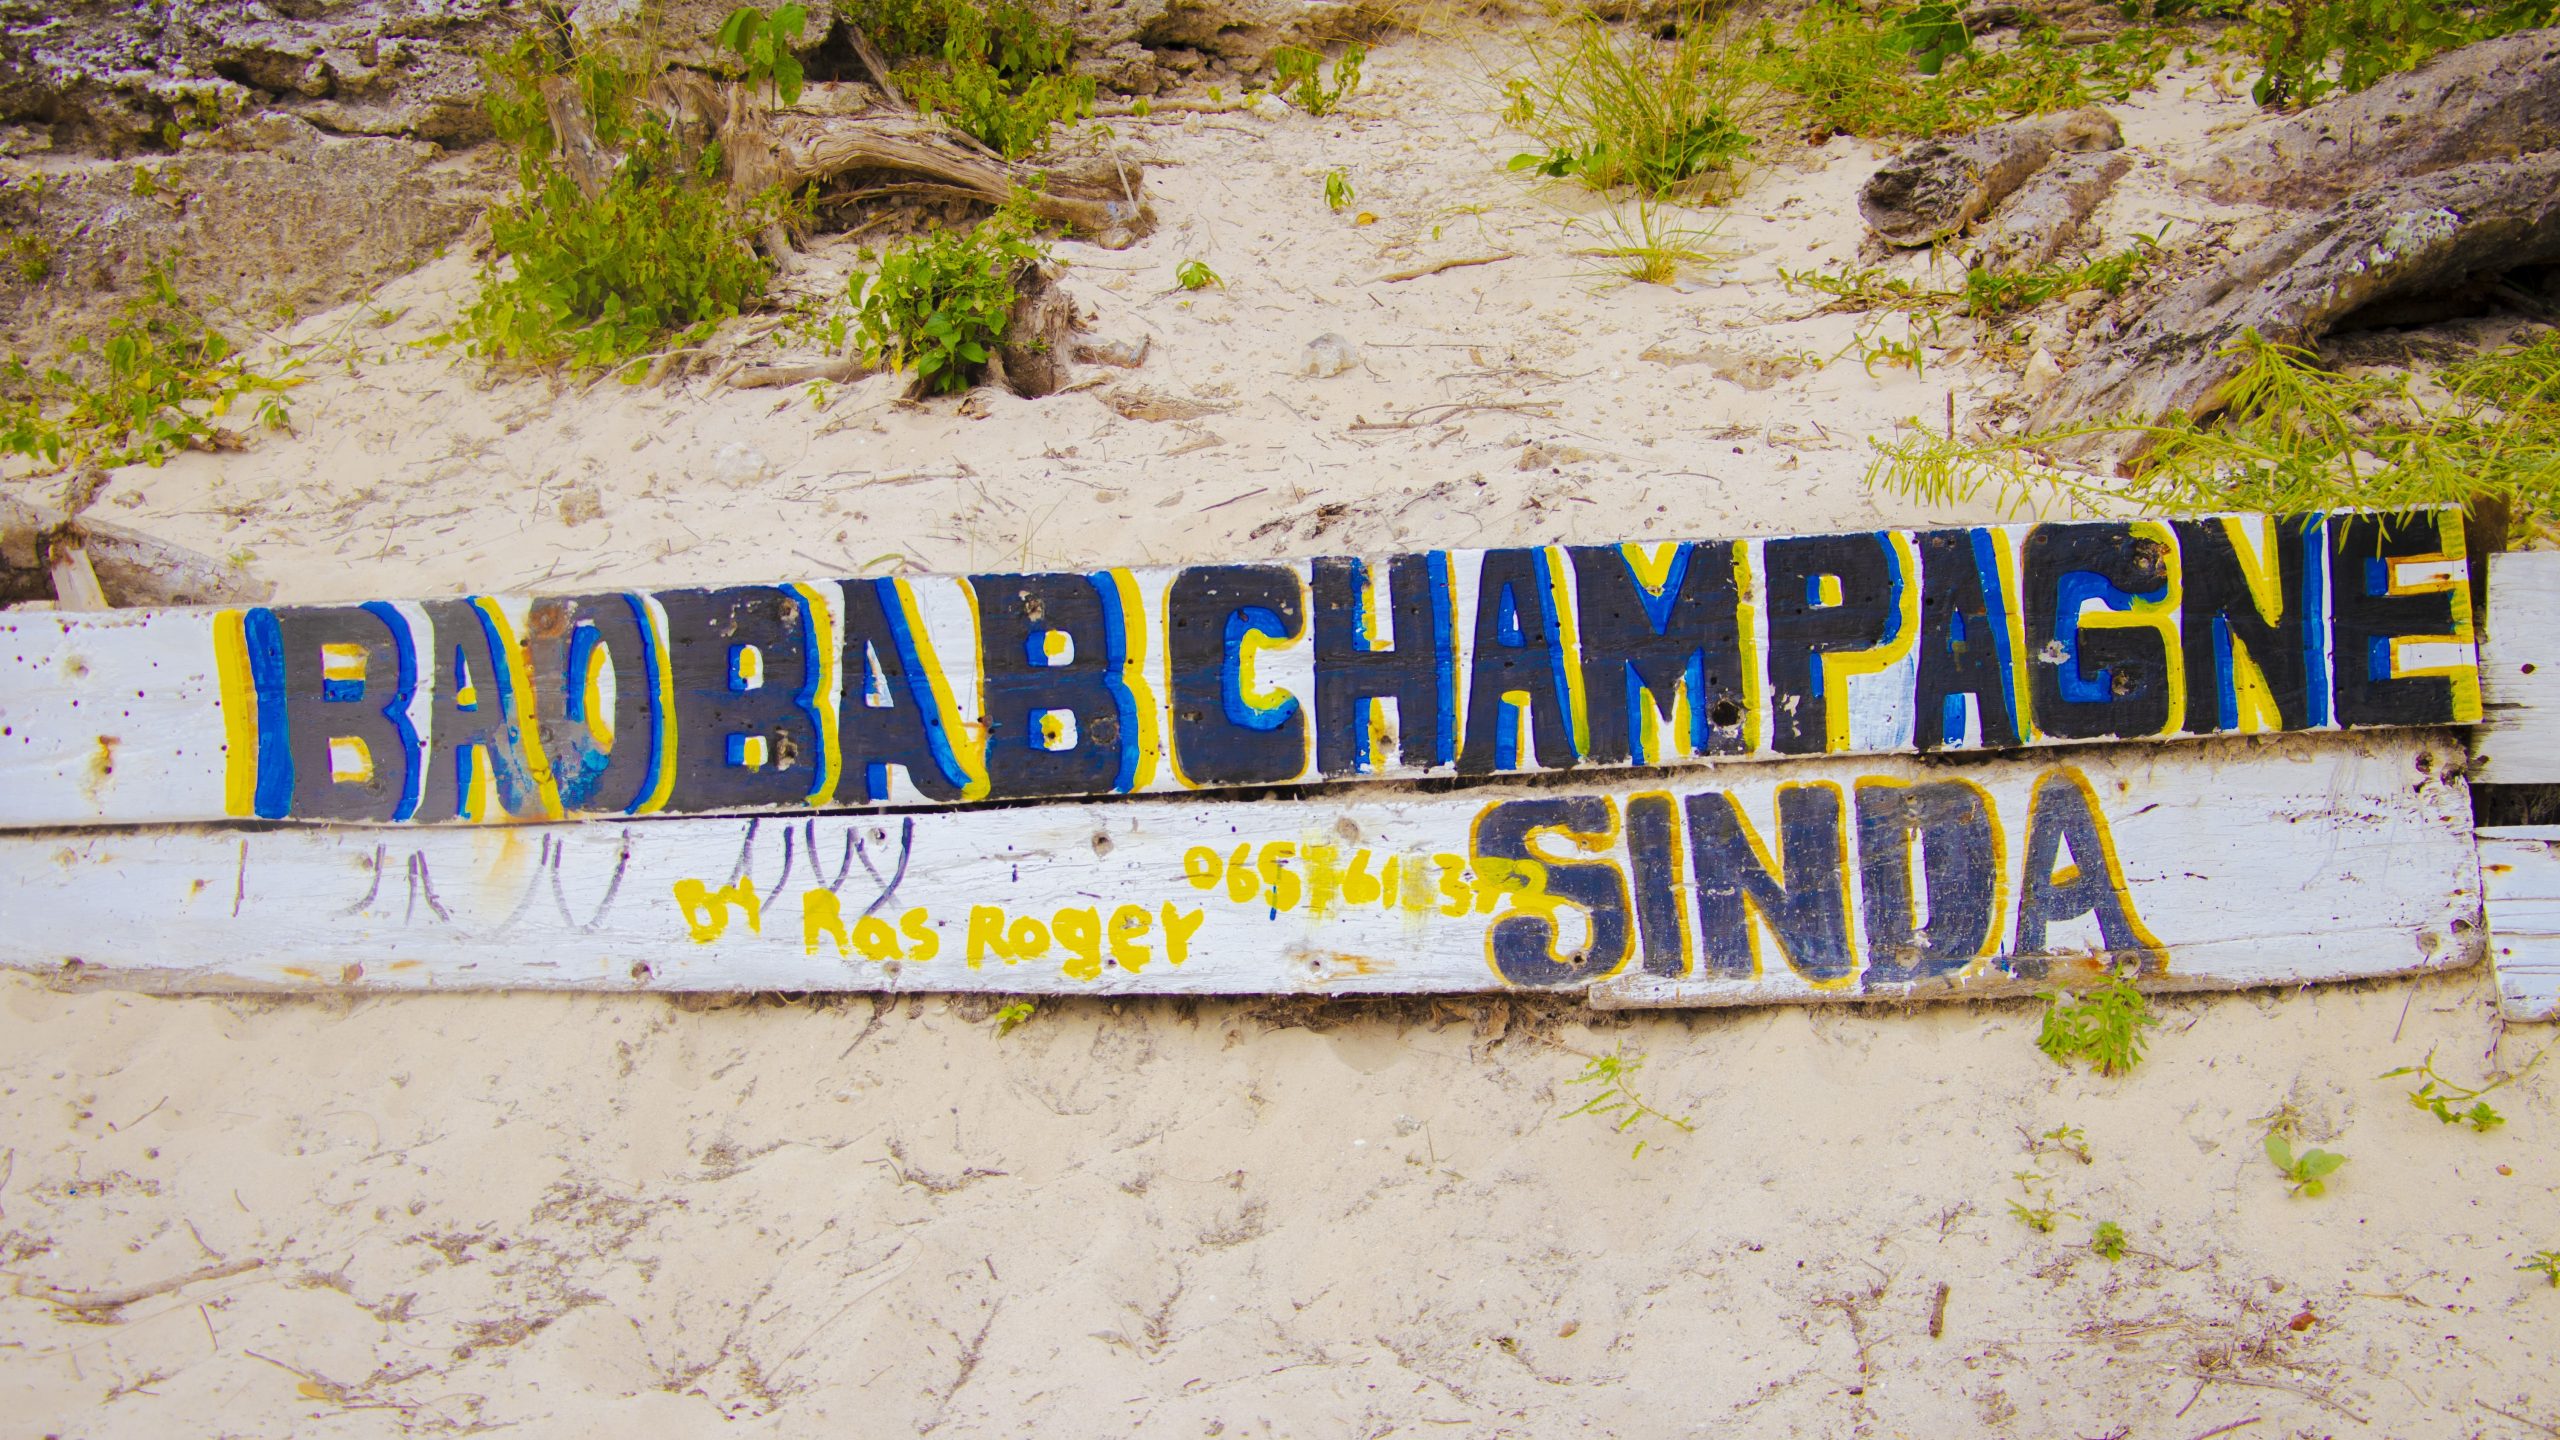 BAOBAB CHAMPAGNE
SINDA
By Ras Roger